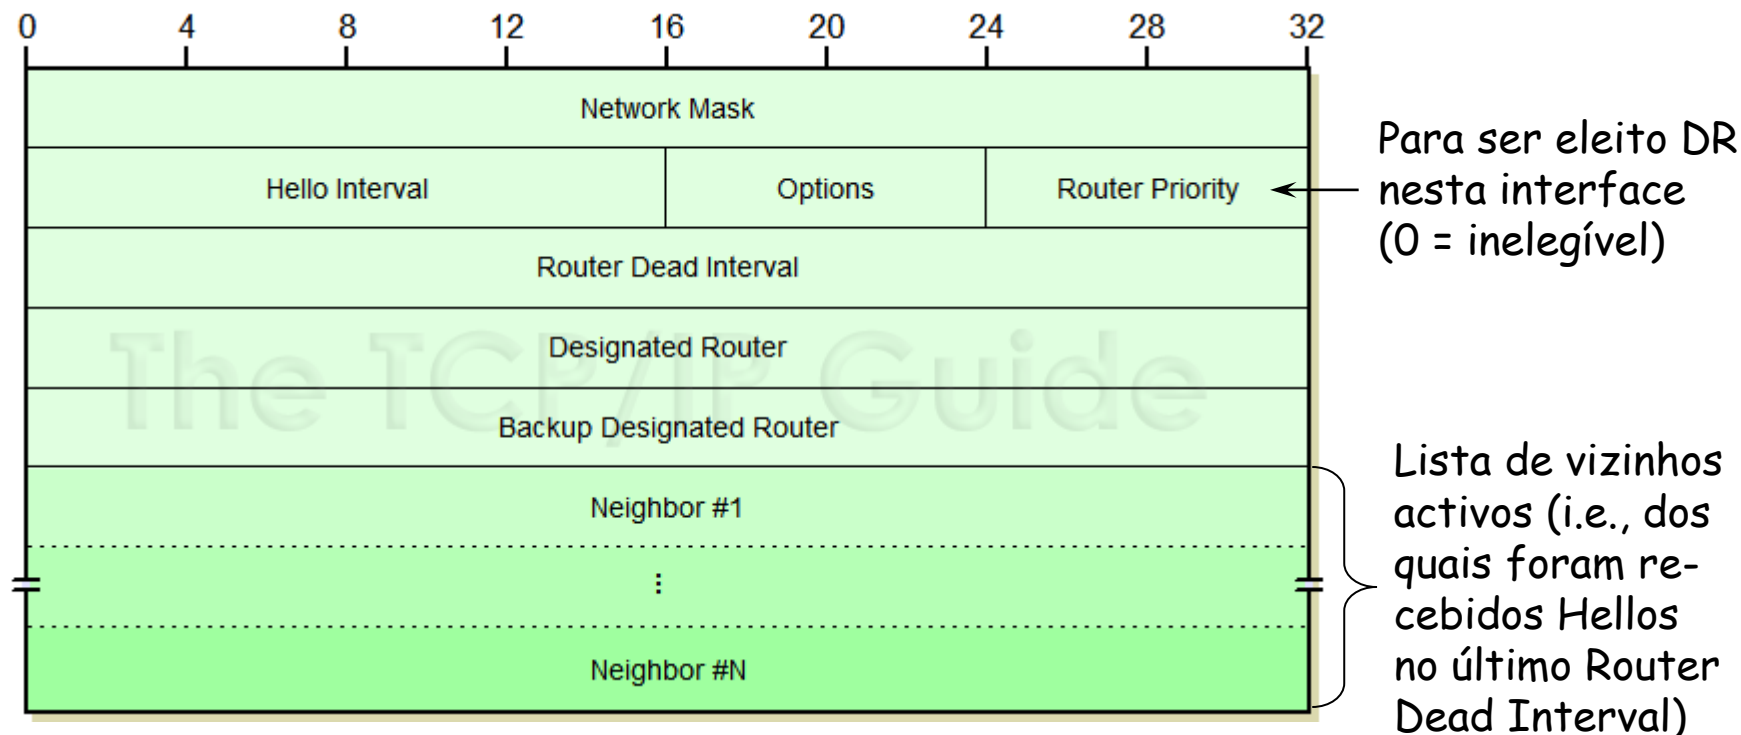 0 4 8 12 16 20 24 28 32
Network Mask
Hello Interval Options Router Priority
Para ser eleito DR
nesta interface
(0 = inelegível)
Router Dead Interval
The TCP/IP Guide
Designated Router
Backup Designated Router
Neighbor #1
⋮
Neighbor #N
Lista de vizinhos
activos (i.e., dos
quais foram re-
cebidos Hellos
no último Router
Dead Interval)